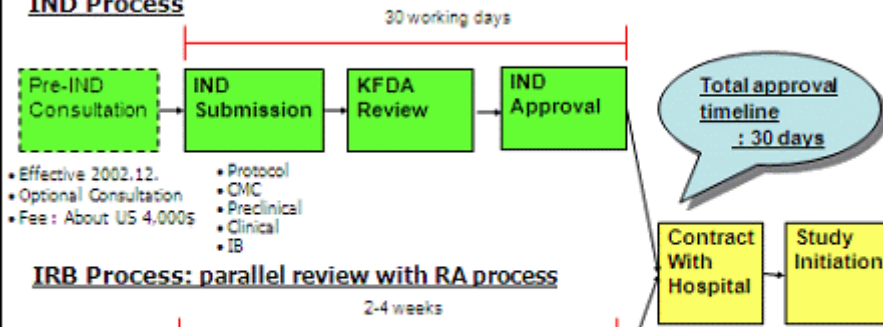 IND Process
30 working days
Pre-IND
Consultation
IND
Submission
KFDA
Review
IND
Approval
Total approval
timeline
: 30 days
• Effective 2002.12.
• Optional Consultation
• Fee : About US 4,000$
• Protocol
• CMC
• Preclinical
• Clinical
• IB
Contract
With
Hospital
Study
Initiation
IRB Process: parallel review with RA process
2-4 weeks